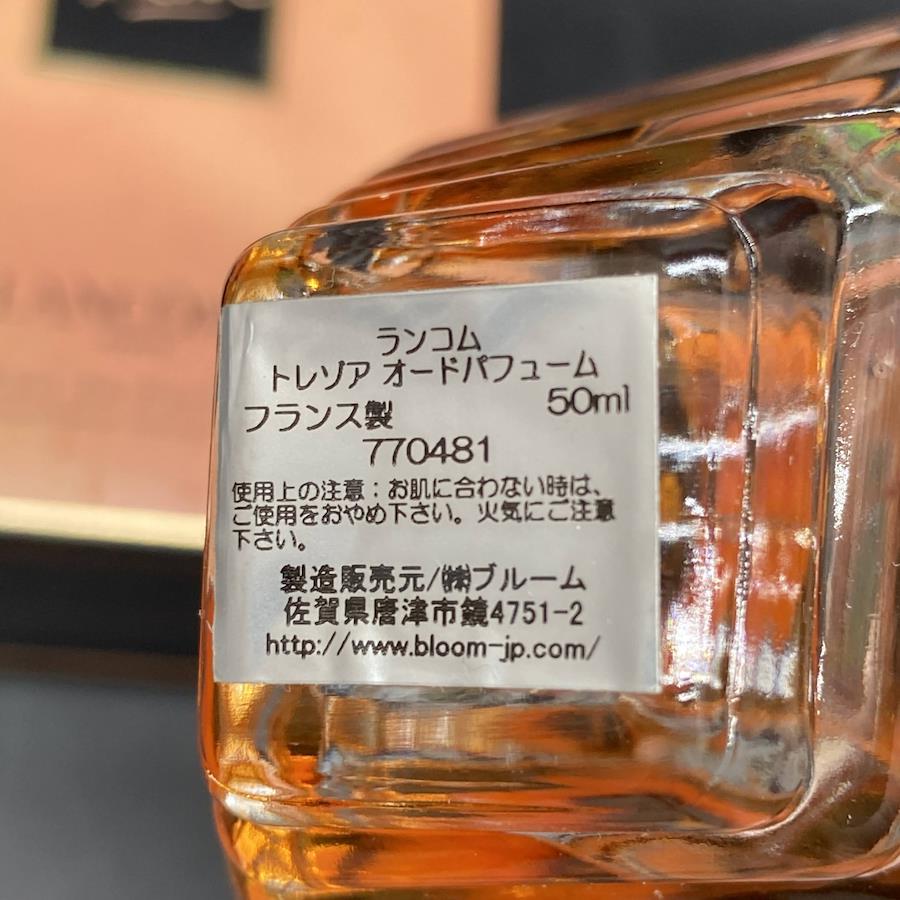 ランコム
トレゾア オードパフューム
50ml
フランス製
770481
使用上の注意：お肌に合わない時は、
ご使用をおやめ下さい。火気にご注意
下さい。
製造販売元/㈱ブルーム
佐賀県唐津市鏡4751-2
http://www.bloom-jp.com/